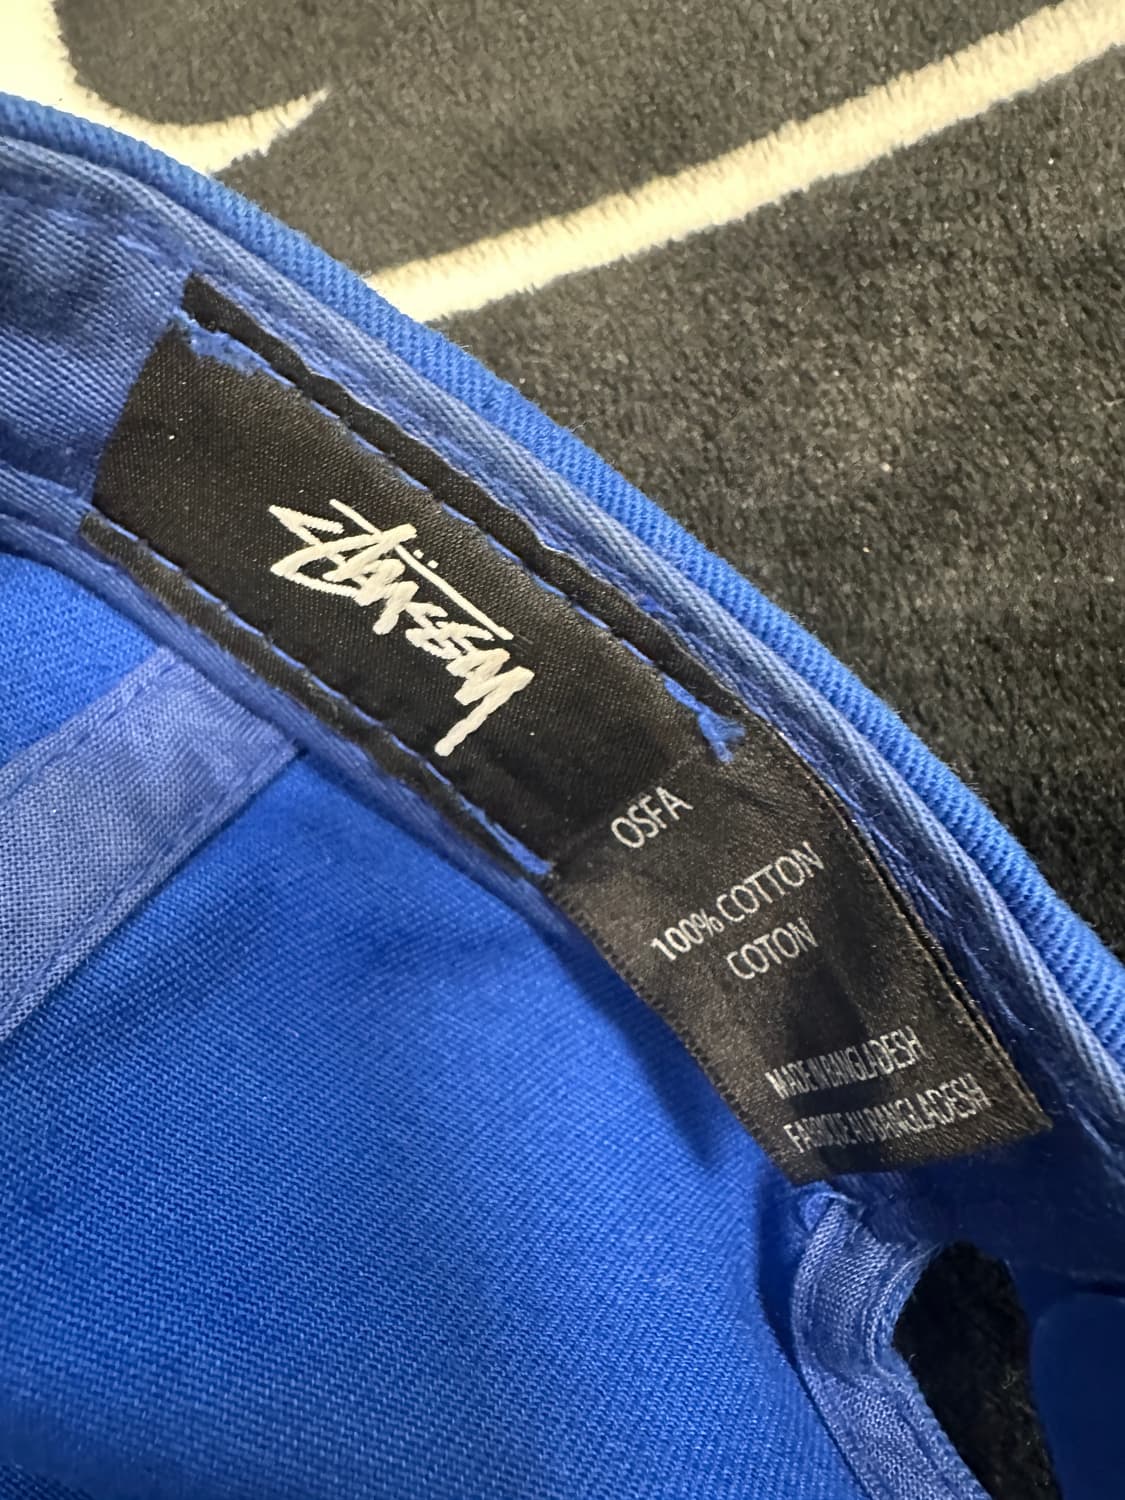 Stüssy
OSFA
100% COTTON
COTON
MADE IN BANGLADESH
FABRIQUÉ AU BANGLADESH